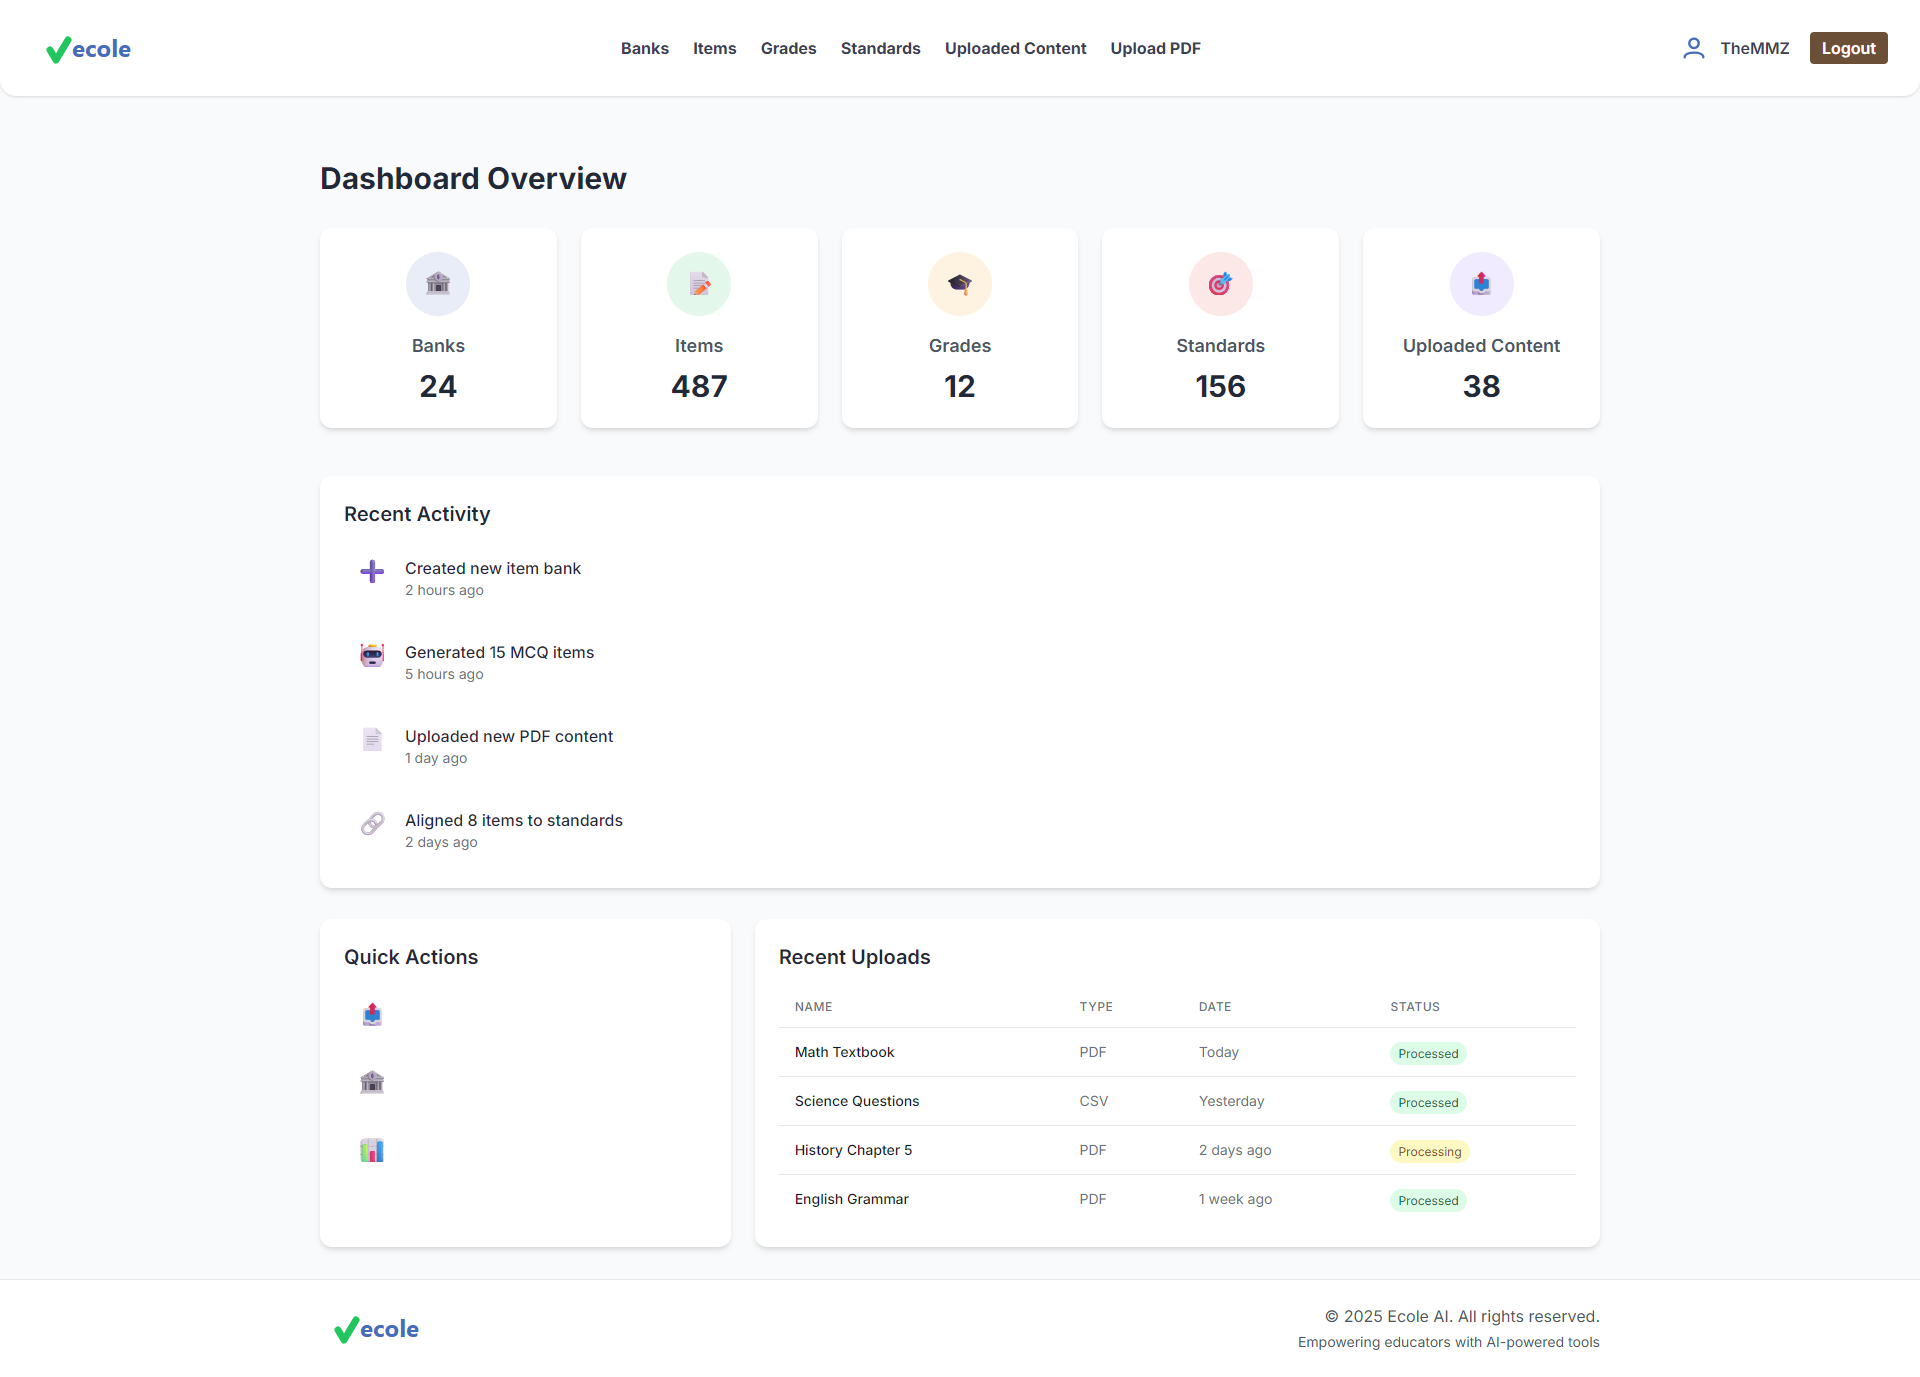 ecole
Banks Items Grades Standards Uploaded Content Upload PDF
TheMMZ Logout
Dashboard Overview
Banks
24
Items
487
Grades
12
Standards
156
Uploaded Content
38
Recent Activity
Created new item bank
2 hours ago
Generated 15 MCQ items
5 hours ago
Uploaded new PDF content
1 day ago
Aligned 8 items to standards
2 days ago
Quick Actions
Recent Uploads
NAME TYPE DATE STATUS
Math Textbook PDF Today Processed
Science Questions CSV Yesterday Processed
History Chapter 5 PDF 2 days ago Processing
English Grammar PDF 1 week ago Processed
ecole
© 2025 Ecole AI. All rights reserved.
Empowering educators with AI-powered tools